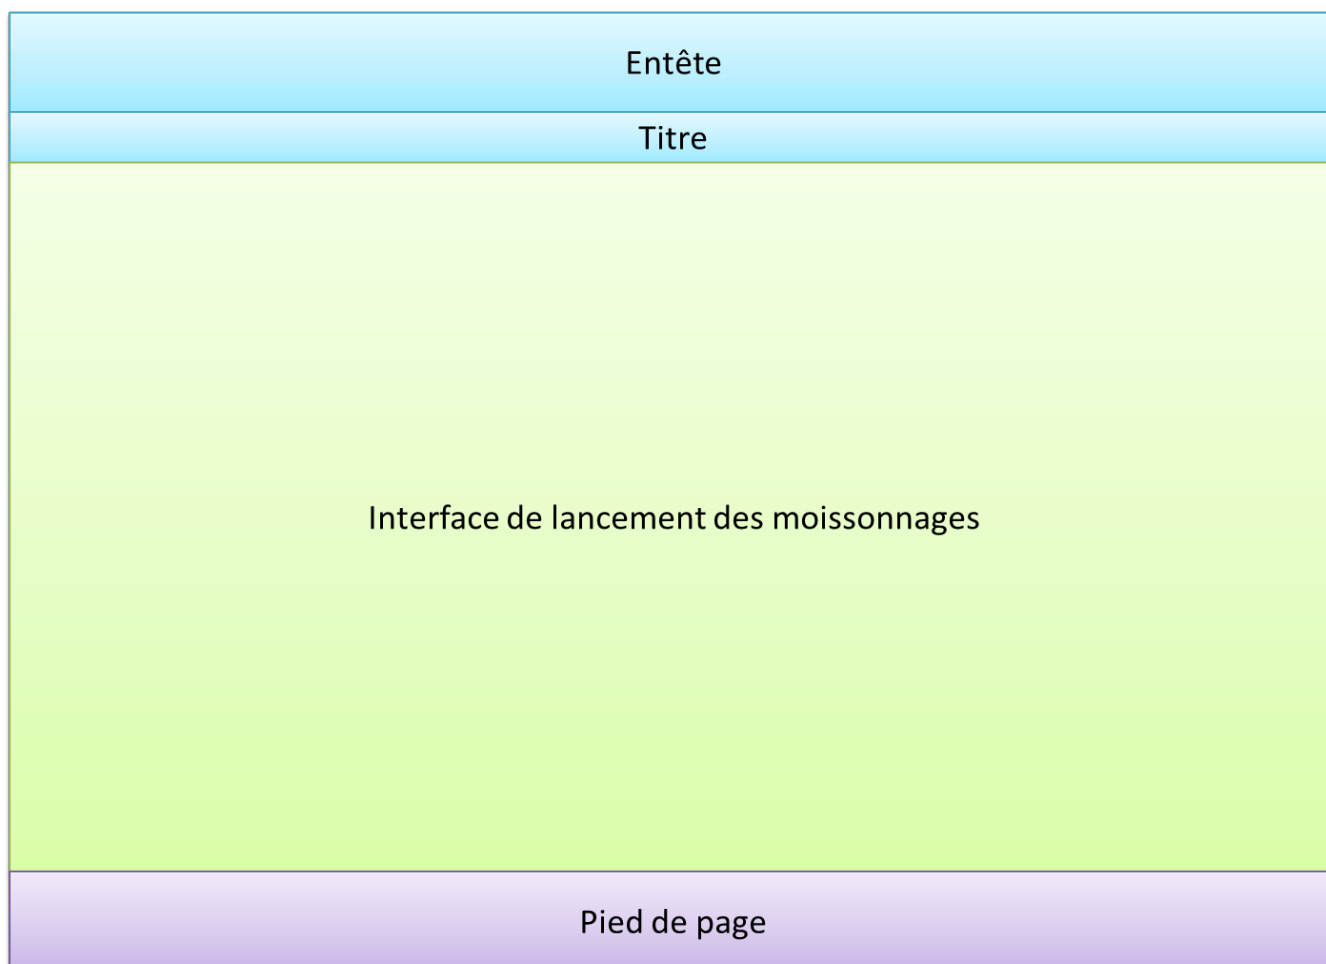 Entête
Titre
Interface de lancement des moissonnages
Pied de page